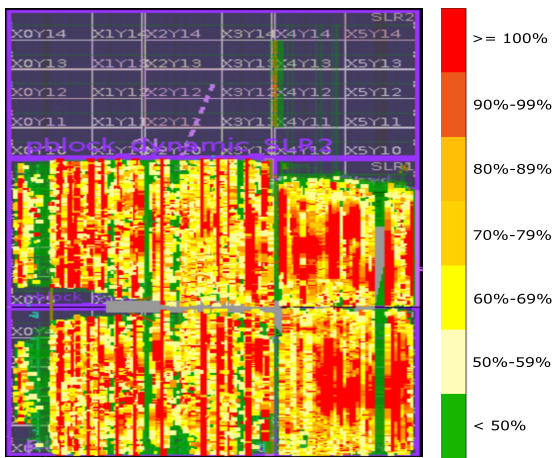 SLR2
X0Y14 X1Y14 X2Y14 X3Y14 X4Y14 X5Y14
X0Y13 X1Y13 X2Y13 X3Y13 X4Y13 X5Y13
X0Y12 X1Y12 X2Y12 X3Y12 X4Y12 X5Y12
X0Y11 X1Y11 X2Y11 X3Y11 X4Y11 X5Y11
pblock_dynamic_SLR2
SLR1
>= 100%
90%-99%
80%-89%
70%-79%
60%-69%
50%-59%
< 50%